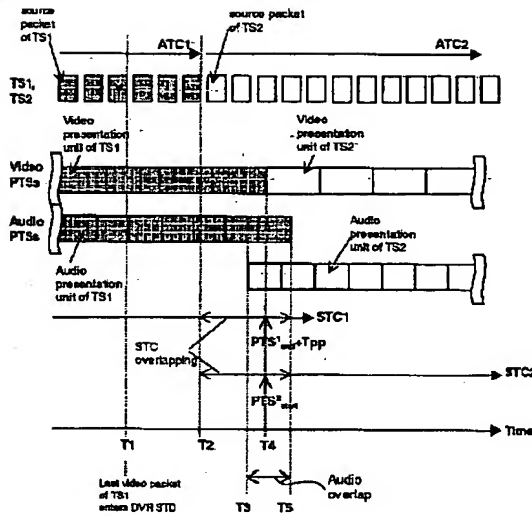 source
packet
of TS1
ATC1
source packet
of TS2
ATC2
TS1,
TS2
Video
presentation
unit of TS1
Video
presentation
unit of TS2
Video
PTSs
Audio
PTSs
Audio
presentation
unit of TS1
Audio
presentation
unit of TS2
STC1
STC
overlapping
PTS¹end+Tpp
STC2
PTS²start
Time
T1
T2
T4
Last video packet
of TS1
enters DVR STD
T3
T5
Audio
overlap